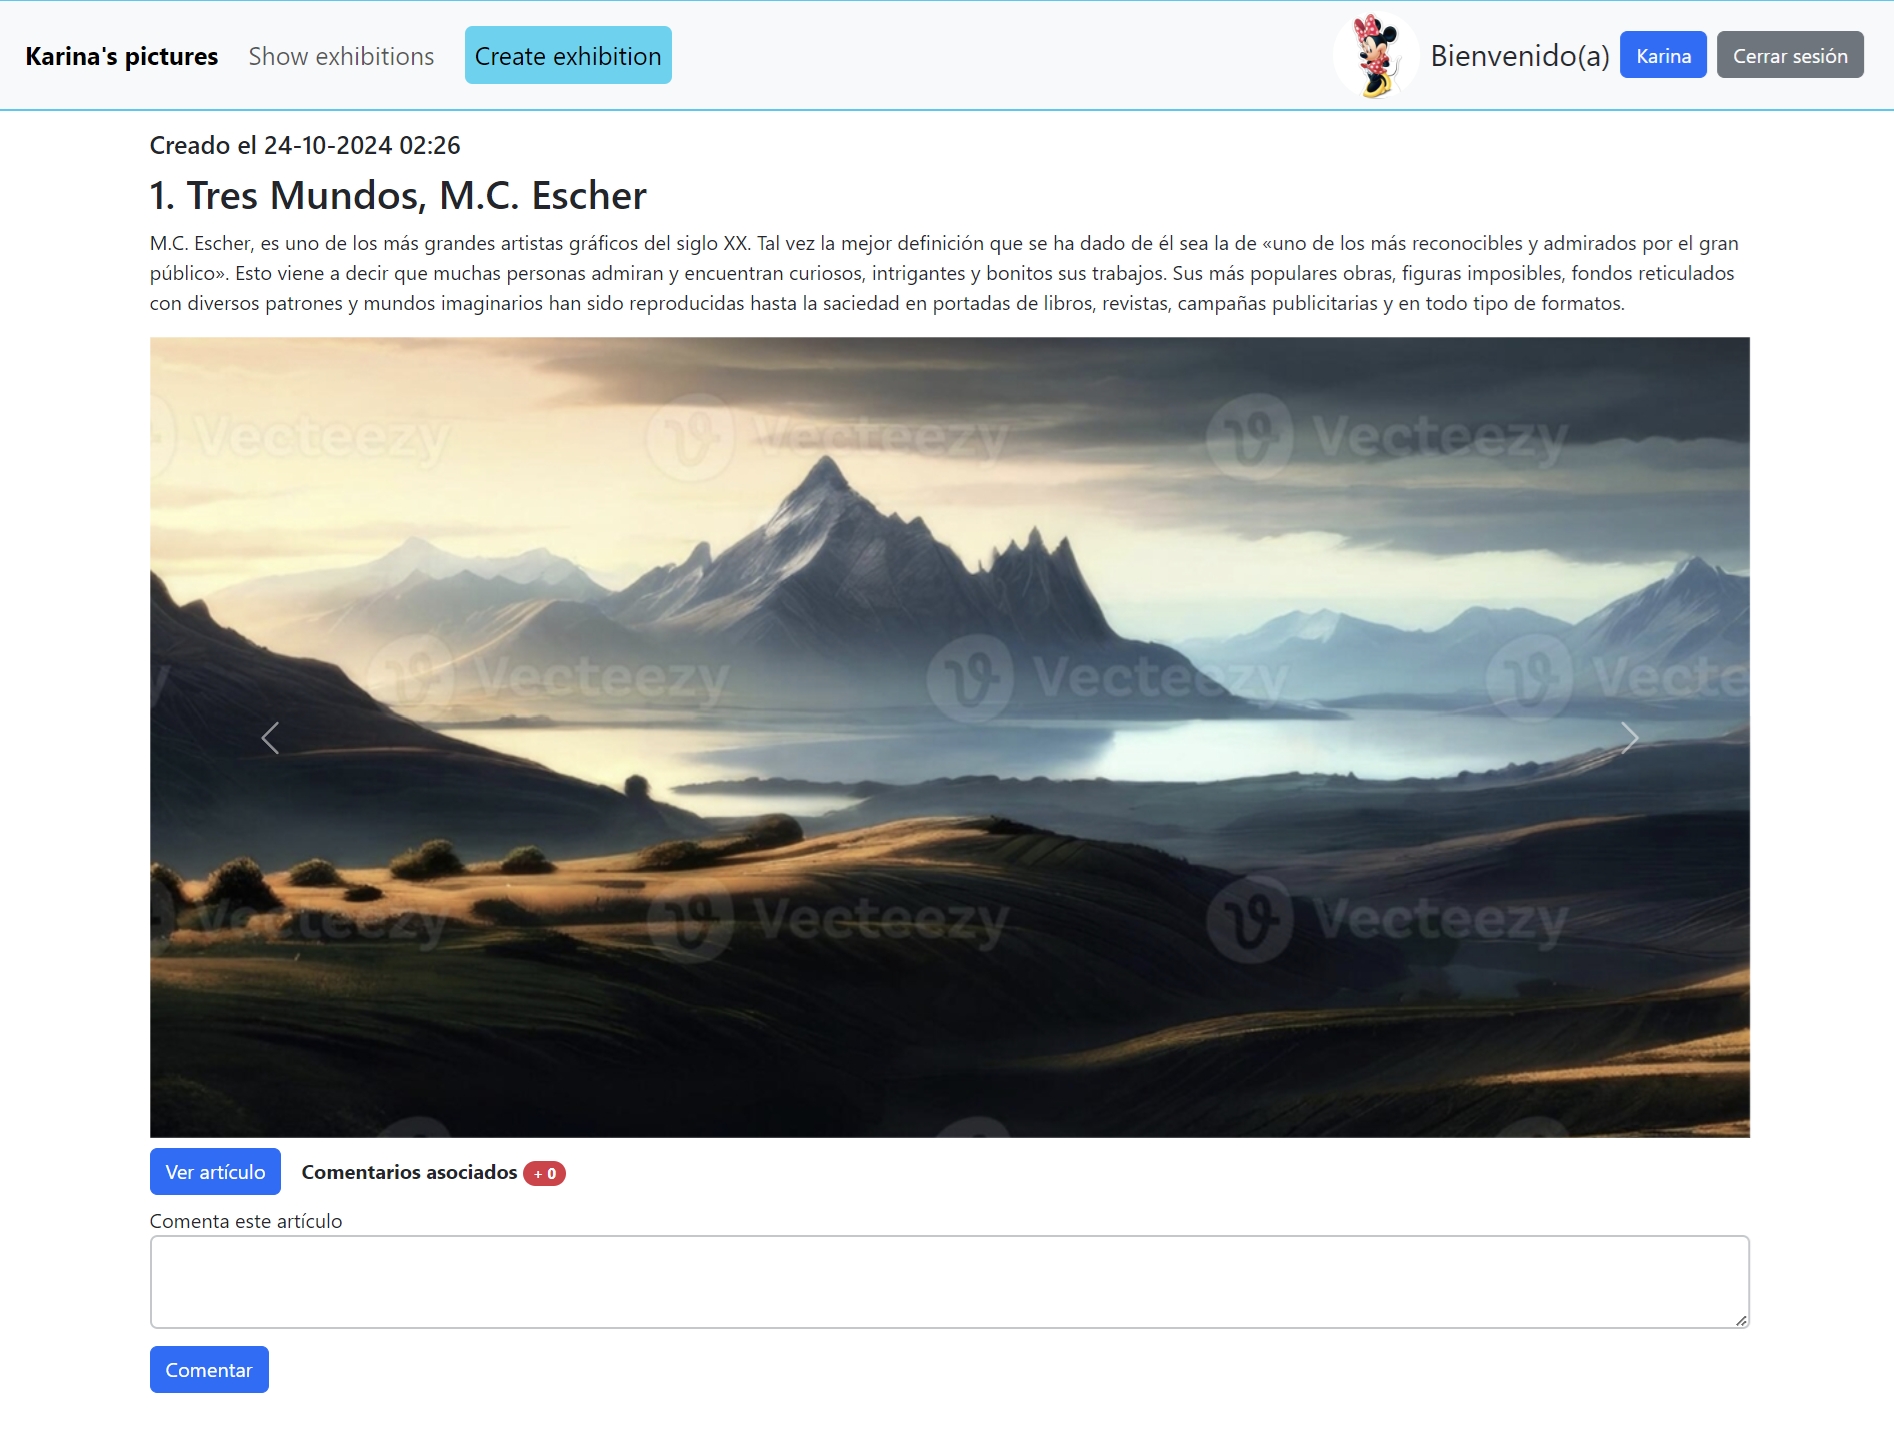 Karina's pictures Show exhibitions Create exhibition Bienvenido(a) Karina Cerrar sesión
Creado el 24-10-2024 02:26
1. Tres Mundos, M.C. Escher
M.C. Escher, es uno de los más grandes artistas gráficos del siglo XX. Tal vez la mejor definición que se ha dado de él sea la de «uno de los más reconocibles y admirados por el gran
público». Esto viene a decir que muchas personas admiran y encuentran curiosos, intrigantes y bonitos sus trabajos. Sus más populares obras, figuras imposibles, fondos reticulados
con diversos patrones y mundos imaginarios han sido reproducidas hasta la saciedad en portadas de libros, revistas, campañas publicitarias y en todo tipo de formatos.
Vecteezy Vecteezy Vecteezy
y Vecteezy Vecteezy Vectee
Vecteezy Vecteezy Vecteezy
Ver artículo Comentarios asociados + 0
Comenta este artículo
Comentar